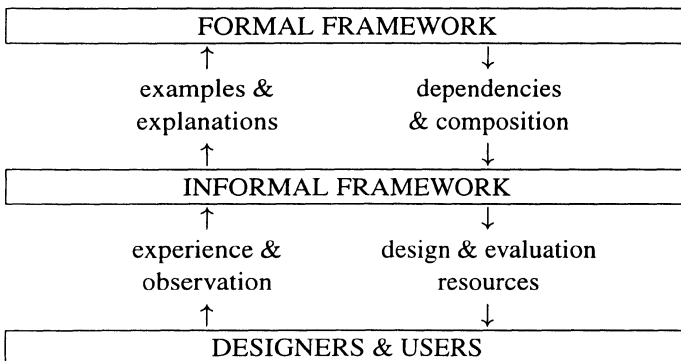 FORMAL FRAMEWORK
↑ ↓
examples & dependencies
explanations & composition
↑ ↓
INFORMAL FRAMEWORK
↑ ↓
experience & design & evaluation
observation resources
↑ ↓
DESIGNERS & USERS